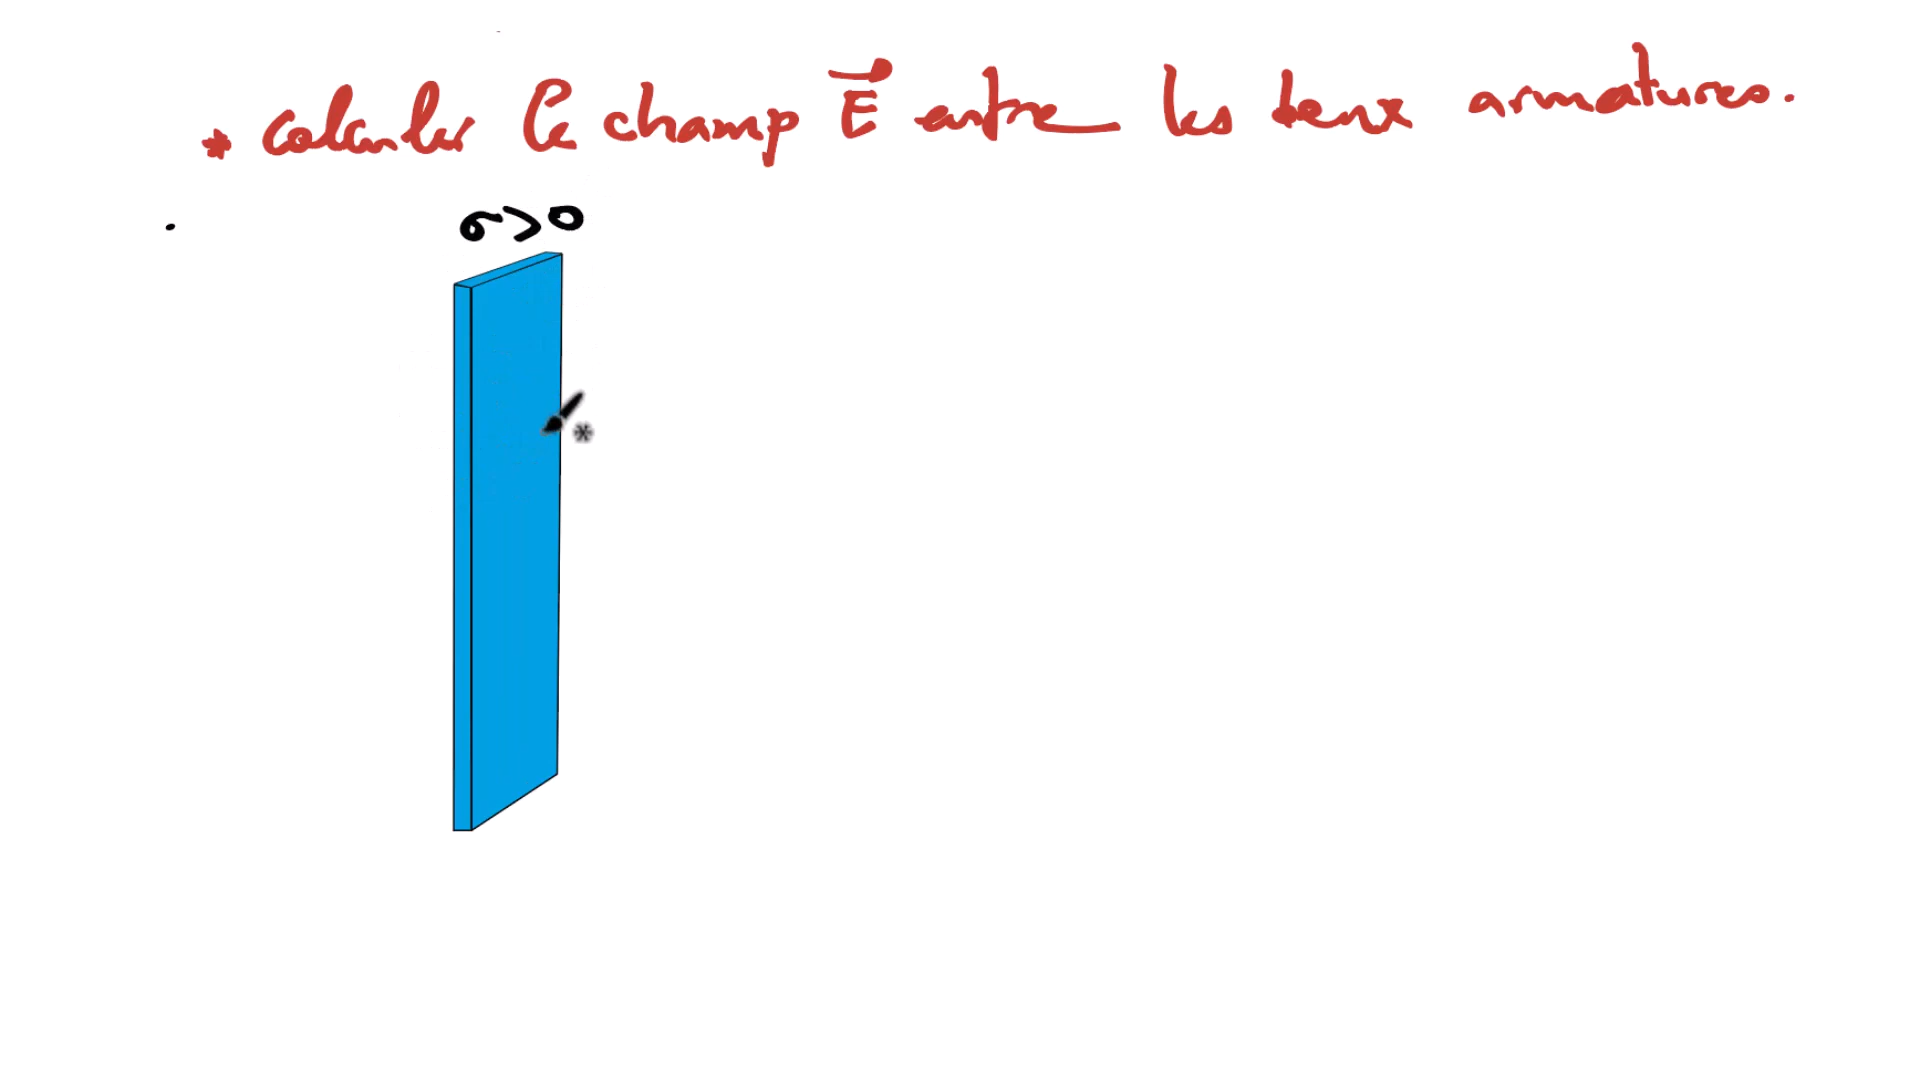 * calculer le champ E⃗ entre les deux armatures.
σ>0